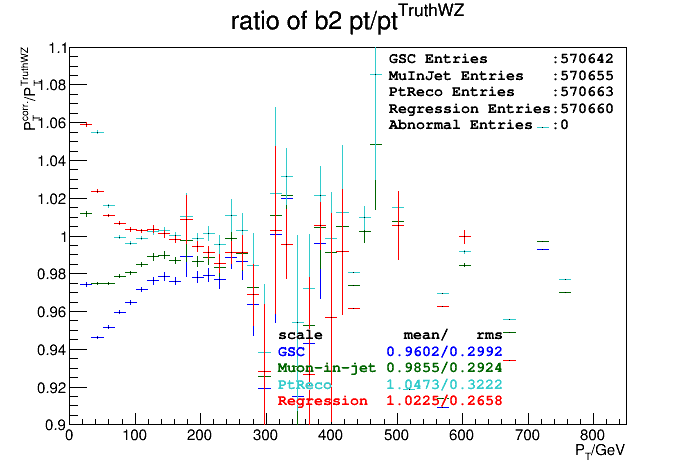 ratio of b2 pt/pt^TruthWZ
P_T^corr./P_T^TruthWZ
GSC Entries :570642
MuInJet Entries :570655
PtReco Entries :570663
Regression Entries:570660
Abnormal Entries :0
1.1
1.08
1.06
1.04
1.02
1
0.98
0.96
0.94
0.92
0.9
scale mean/ rms
GSC 0.9602/0.2992
Muon-in-jet 0.9855/0.2924
PtReco 1.0473/0.3222
Regression 1.0225/0.2658
0 100 200 300 400 500 600 700 800
P_T/GeV